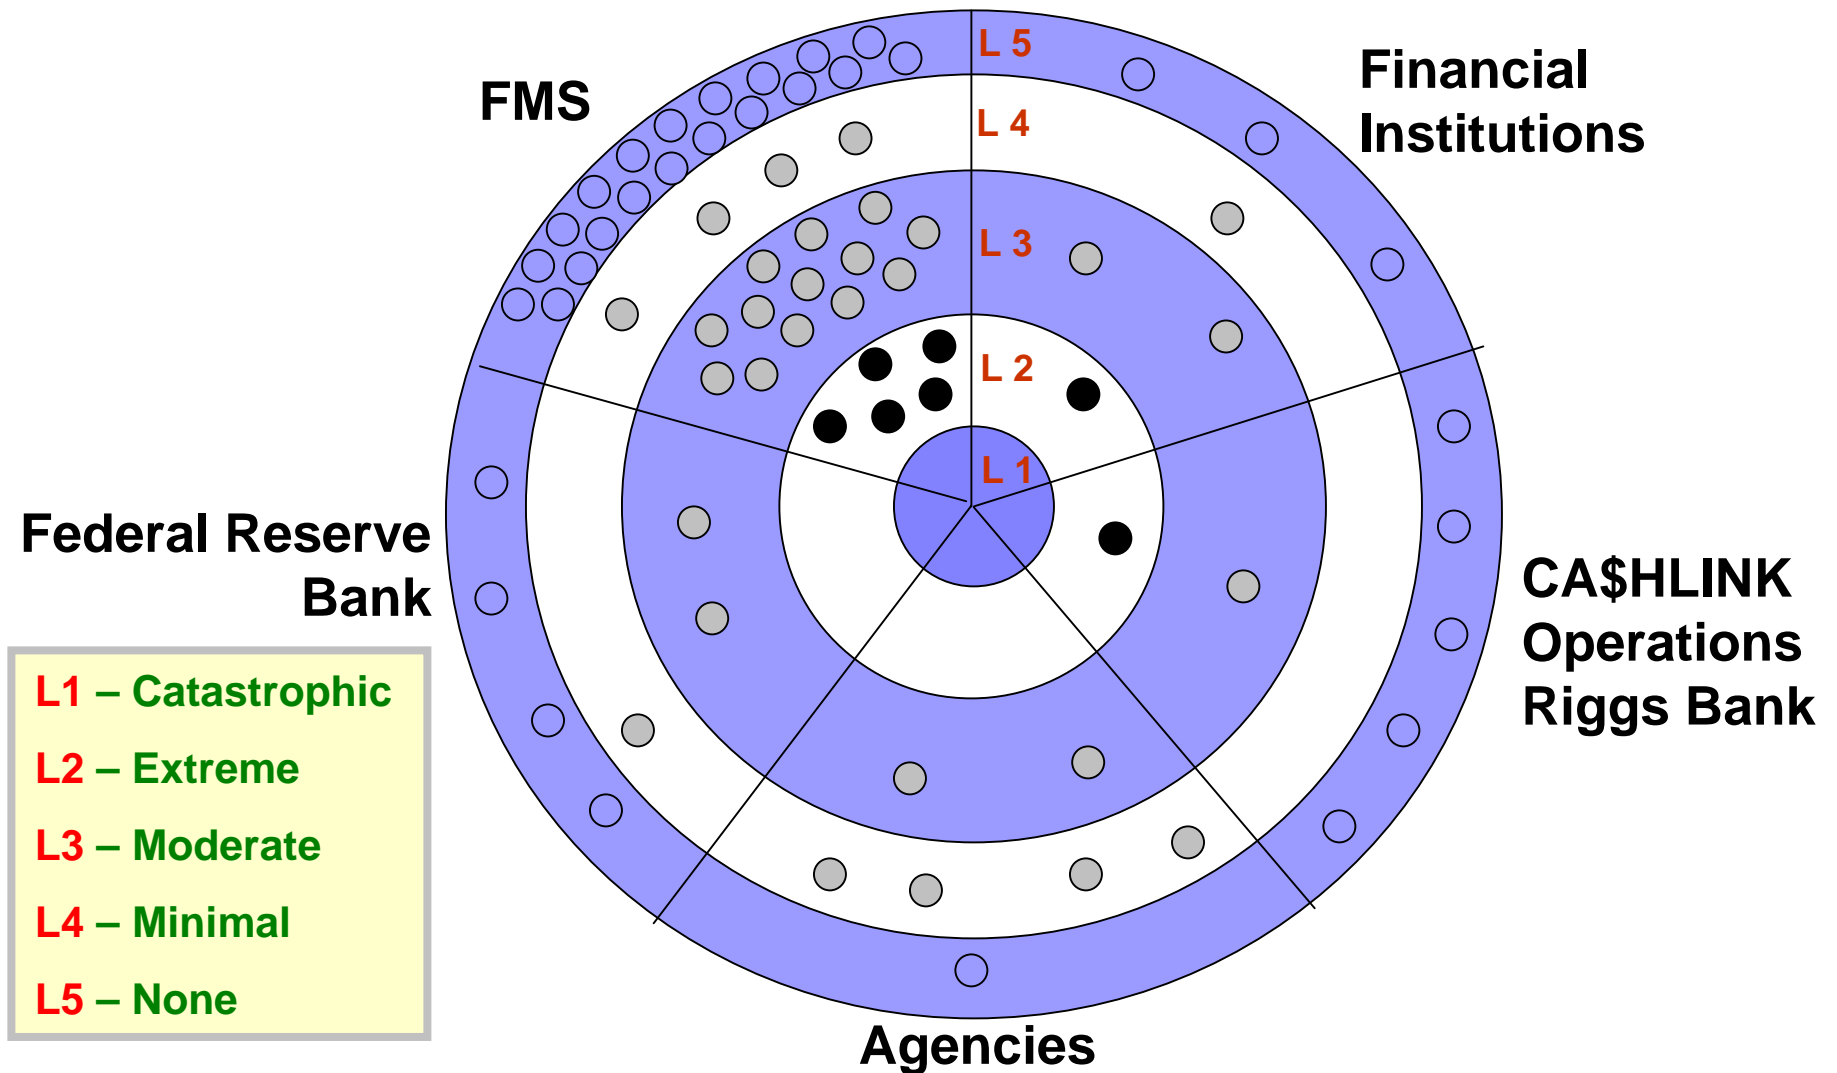 FMS
L 5
L 4
L 3
L 2
L 1
Financial
Institutions
Federal Reserve
Bank
CA$HLINK
Operations
Riggs Bank
L1 – Catastrophic
L2 – Extreme
L3 – Moderate
L4 – Minimal
L5 – None
Agencies